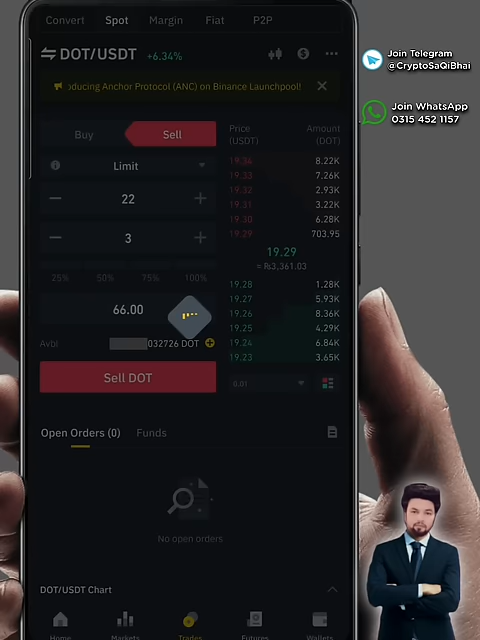 Convert Spot Margin Fiat P2P
DOT/USDT +6.34%
oducing Anchor Protocol (ANC) on Binance Launchpool!
Join Telegram
@CryptoSaQiBhai
Join WhatsApp
0315 452 1157
Buy Sell
Limit
22
3
25% 50% 75% 100%
66.00
Avbl 032726 DOT
Sell DOT
Price Amount
(USDT) (DOT)
19.34 8.22K
19.33 7.26K
19.32 2.93K
19.31 3.22K
19.30 6.28K
19.29 703.95
19.29
≈ ₨3,361.03
19.28 1.28K
19.27 5.93K
19.26 8.36K
19.25 4.29K
19.24 6.84K
19.23 3.65K
0.01
Open Orders (0) Funds
No open orders
DOT/USDT Chart
Home Markets Trades Futures Wallets